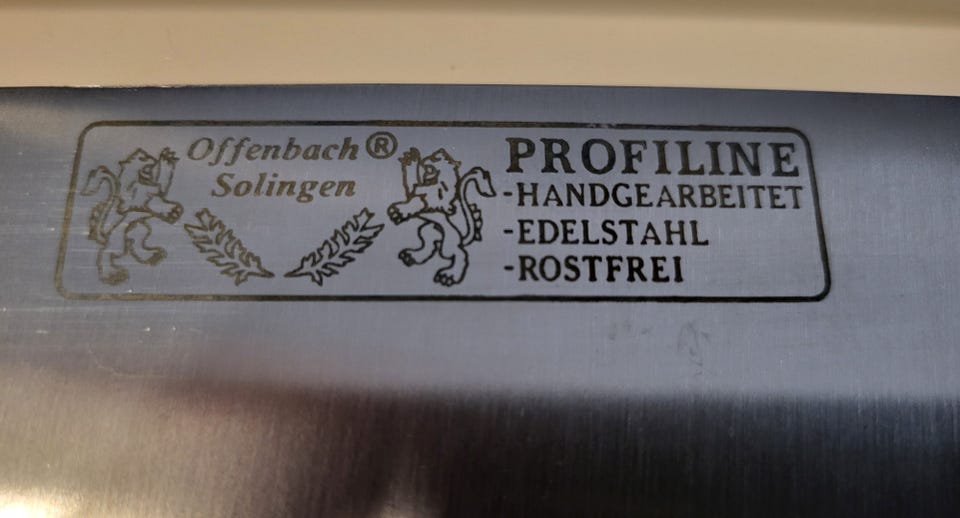 Offenbach®
Solingen
PROFILINE
-HANDGEARBEITET
-EDELSTAHL
-ROSTFREI